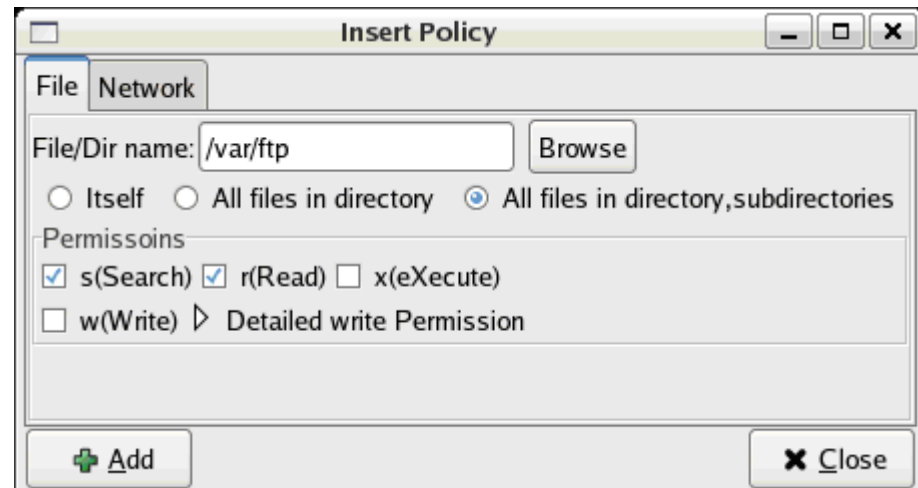 Insert Policy
File Network
File/Dir name: /var/ftp Browse
Itself All files in directory All files in directory,subdirectories
Permissoins
s(Search) r(Read) x(eXecute)
w(Write) Detailed write Permission
Add Close